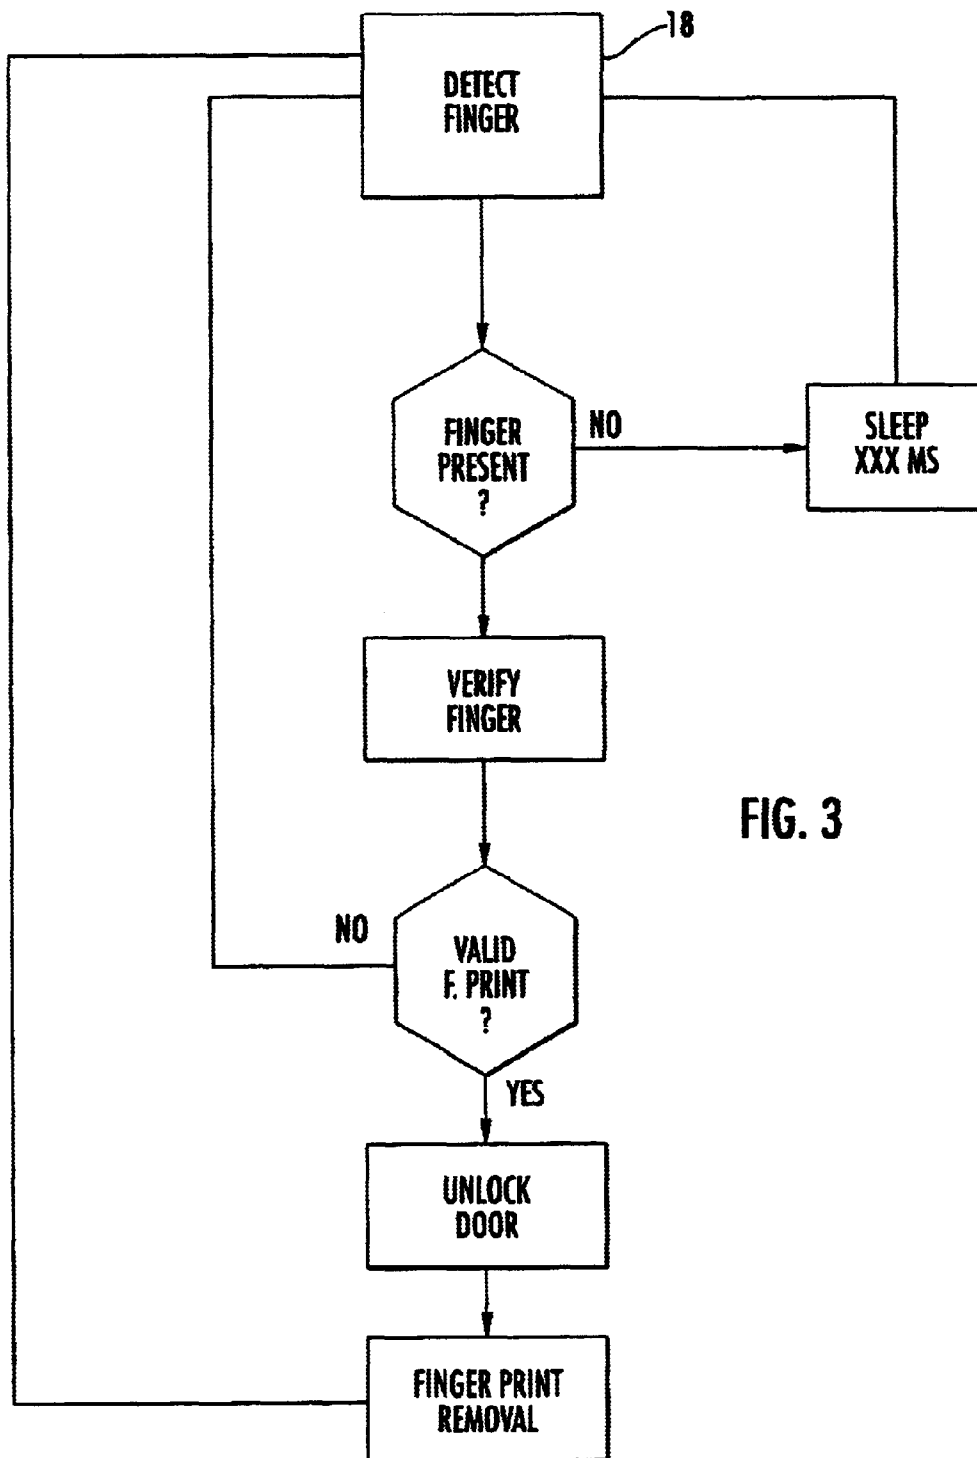 18
DETECT
FINGER
FINGER
PRESENT
?
NO
SLEEP
XXX MS
VERIFY
FINGER
FIG. 3
NO
VALID
F. PRINT
?
YES
UNLOCK
DOOR
FINGER PRINT
REMOVAL